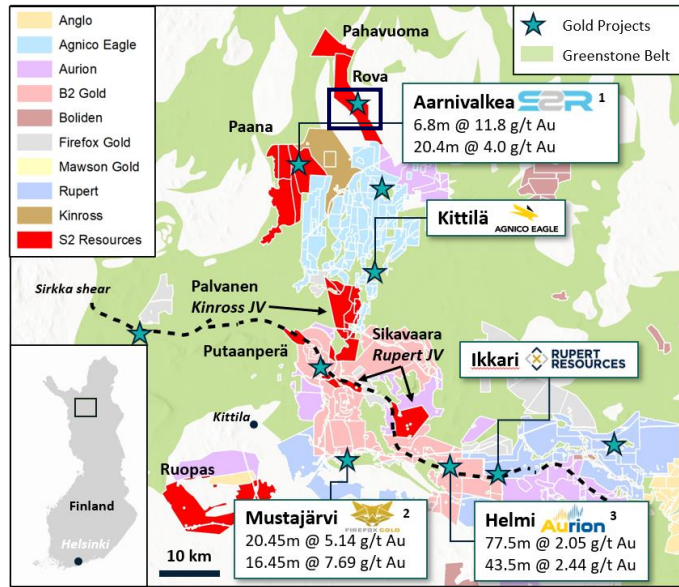 Anglo
Agnico Eagle
Aurion
B2 Gold
Boliden
Firefox Gold
Mawson Gold
Rupert
Kinross
S2 Resources
Pahavuoma
Rova
Paana
Gold Projects
Greenstone Belt
Aarnivalkea S2R 1
6.8m @ 11.8 g/t Au
20.4m @ 4.0 g/t Au
Kittilä AGNICO EAGLE
Sirkka shear
Palvanen
Kinross JV
Putaanperä
Sikavaara
Rupert JV
Ikkari RUPERT RESOURCES
Kittila
Ruopas
Finland
Helsinki
10 km
Mustajärvi FIREFOX GOLD 2
20.45m @ 5.14 g/t Au
16.45m @ 7.69 g/t Au
Helmi Aurion 3
77.5m @ 2.05 g/t Au
43.5m @ 2.44 g/t Au